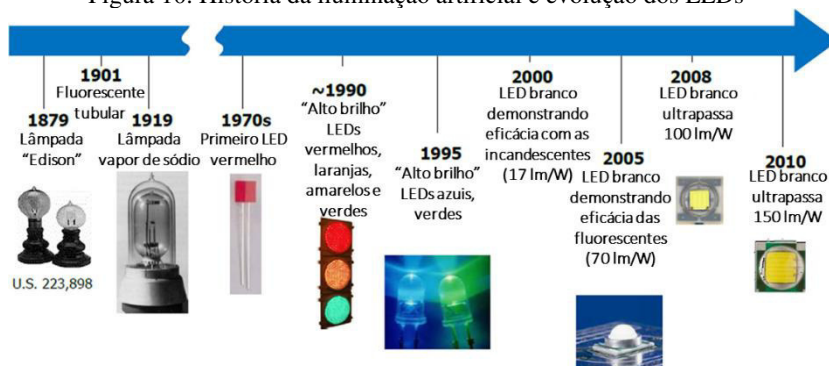 Figura 10: História da iluminação artificial e evolução dos LEDs
1879
Lâmpada
"Edison"
U.S. 223,898
1901
Fluorescente
tubular
1919
Lâmpada
vapor de sódio
1970s
Primeiro LED
vermelho
~1990
"Alto brilho"
LEDs
vermelhos,
laranjas,
amarelos e
verdes
1995
"Alto brilho"
LEDs azuis,
verdes
2000
LED branco
demonstrando
eficácia com as
incandescentes
(17 lm/W)
2005
LED branco
demonstrando
eficácia das
fluorescentes
(70 lm/W)
2008
LED branco
ultrapassa
100 lm/W
2010
LED branco
ultrapassa
150 lm/W